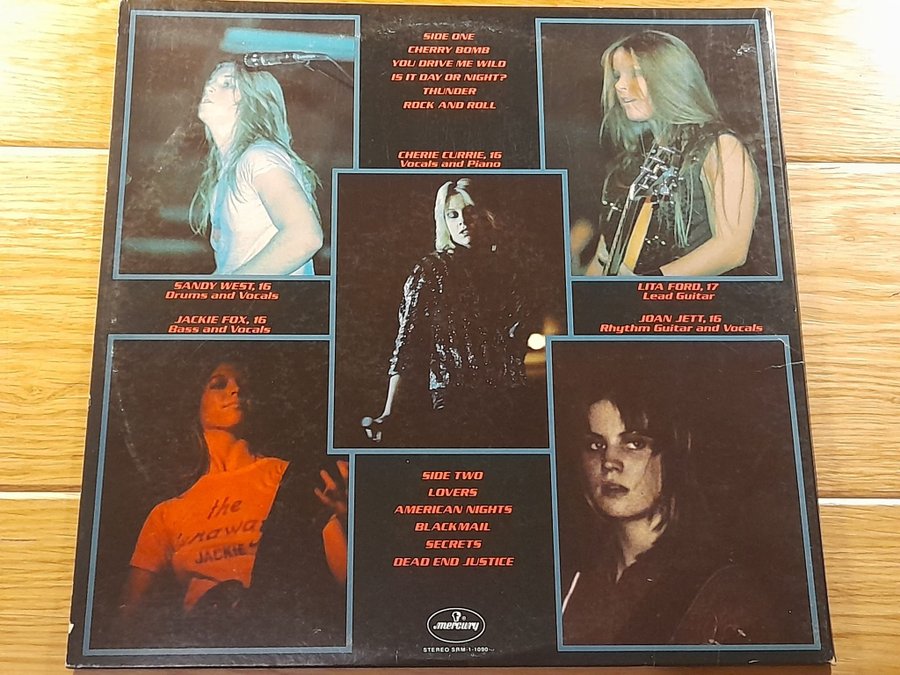 SIDE ONE
CHERRY BOMB
YOU DRIVE ME WILD
IS IT DAY OR NIGHT?
THUNDER
ROCK AND ROLL
CHERIE CURRIE, 16
Vocals and Piano
SANDY WEST, 16
Drums and Vocals
LITA FORD, 17
Lead Guitar
JACKIE FOX, 16
Bass and Vocals
JOAN JETT, 16
Rhythm Guitar and Vocals
the
JACKIE
SIDE TWO
LOVERS
AMERICAN NIGHTS
BLACKMAIL
SECRETS
DEAD END JUSTICE
mercury
STEREO SRM-1-1090